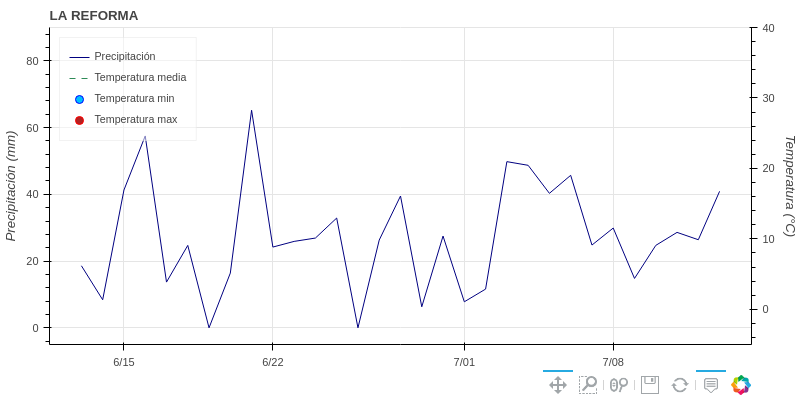 LA REFORMA
Precipitación
Temperatura media
Temperatura min
Temperatura max
Precipitación (mm)
80
60
40
20
0
Temperatura (°C)
40
30
20
10
0
6/15
6/22
7/01
7/08